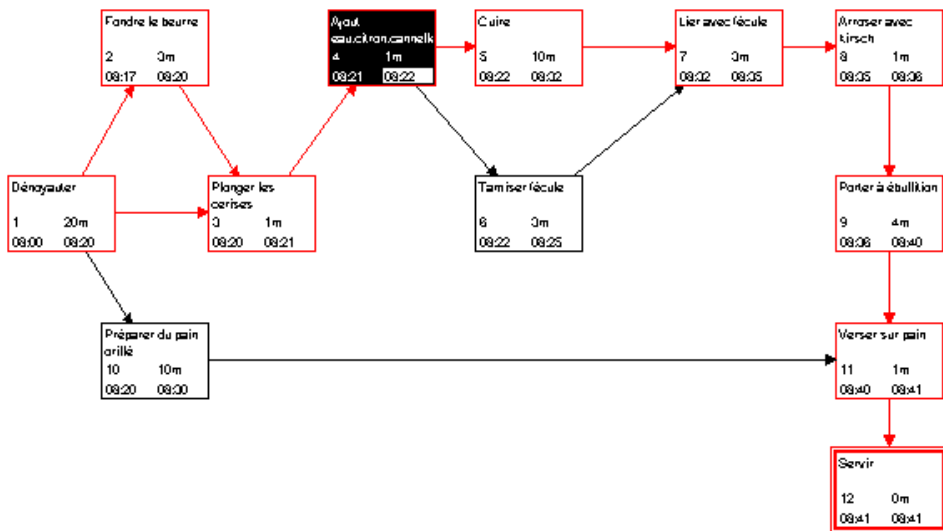 Fondre le beurre
2 3m
08:17 08:20
Ajout
eau,citron,cannelle
4 1m
08:21 08:22
Cuire
5 10m
08:22 08:32
Lier avec fécule
7 3m
08:32 08:35
Arroser avec
kirsch
8 1m
08:35 08:36
Dénoyauter
1 20m
08:00 08:20
Plonger les
cerises
3 1m
08:20 08:21
Tamiser fécule
6 3m
08:22 08:25
Porter à ébullition
9 4m
08:36 08:40
Préparer du pain
grillé
10 10m
08:20 08:30
Verser sur pain
11 1m
08:40 08:41
Servir
12 0m
08:41 08:41